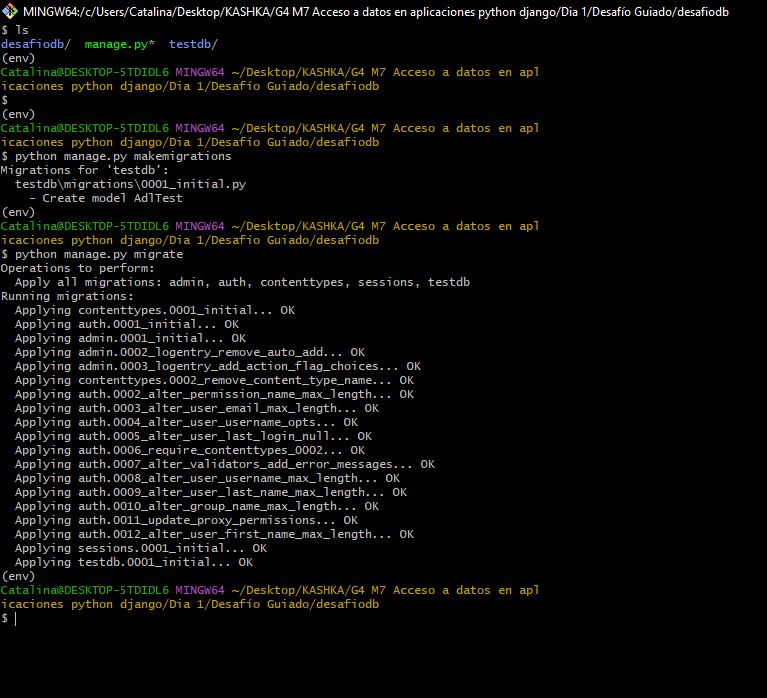 MINGW64:/c/Users/Catalina/Desktop/KASHKA/G4 M7 Acceso a datos en aplicaciones python django/Dia 1/Desafío Guiado/desafiodb
$ ls
desafiodb/  manage.py*  testdb/
(env)
Catalina@DESKTOP-5TDIDL6 MINGW64 ~/Desktop/KASHKA/G4 M7 Acceso a datos en apl
icaciones python django/Dia 1/Desafío Guiado/desafiodb
$
(env)
Catalina@DESKTOP-5TDIDL6 MINGW64 ~/Desktop/KASHKA/G4 M7 Acceso a datos en apl
icaciones python django/Dia 1/Desafío Guiado/desafiodb
$ python manage.py makemigrations
Migrations for 'testdb':
  testdb\migrations\0001_initial.py
    - Create model AdlTest
(env)
Catalina@DESKTOP-5TDIDL6 MINGW64 ~/Desktop/KASHKA/G4 M7 Acceso a datos en apl
icaciones python django/Dia 1/Desafío Guiado/desafiodb
$ python manage.py migrate
Operations to perform:
  Apply all migrations: admin, auth, contenttypes, sessions, testdb
Running migrations:
  Applying contenttypes.0001_initial... OK
  Applying auth.0001_initial... OK
  Applying admin.0001_initial... OK
  Applying admin.0002_logentry_remove_auto_add... OK
  Applying admin.0003_logentry_add_action_flag_choices... OK
  Applying contenttypes.0002_remove_content_type_name... OK
  Applying auth.0002_alter_permission_name_max_length... OK
  Applying auth.0003_alter_user_email_max_length... OK
  Applying auth.0004_alter_user_username_opts... OK
  Applying auth.0005_alter_user_last_login_null... OK
  Applying auth.0006_require_contenttypes_0002... OK
  Applying auth.0007_alter_validators_add_error_messages... OK
  Applying auth.0008_alter_user_username_max_length... OK
  Applying auth.0009_alter_user_last_name_max_length... OK
  Applying auth.0010_alter_group_name_max_length... OK
  Applying auth.0011_update_proxy_permissions... OK
  Applying auth.0012_alter_user_first_name_max_length... OK
  Applying sessions.0001_initial... OK
  Applying testdb.0001_initial... OK
(env)
Catalina@DESKTOP-5TDIDL6 MINGW64 ~/Desktop/KASHKA/G4 M7 Acceso a datos en apl
icaciones python django/Dia 1/Desafío Guiado/desafiodb
$